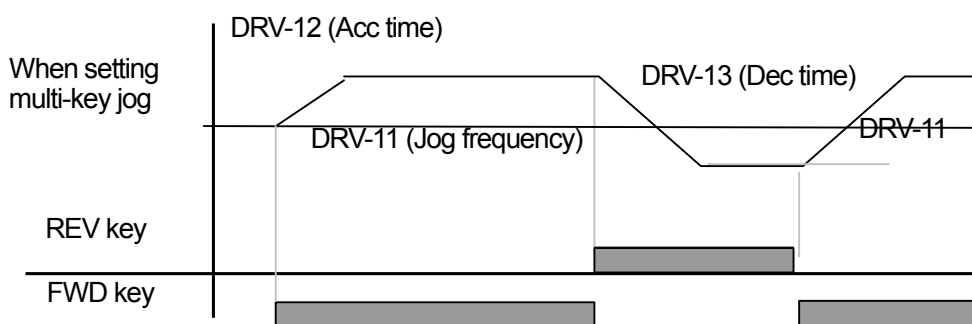 DRV-12 (Acc time)
When setting
multi-key jog
DRV-13 (Dec time)
DRV-11 (Jog frequency)
DRV-11
REV key
FWD key